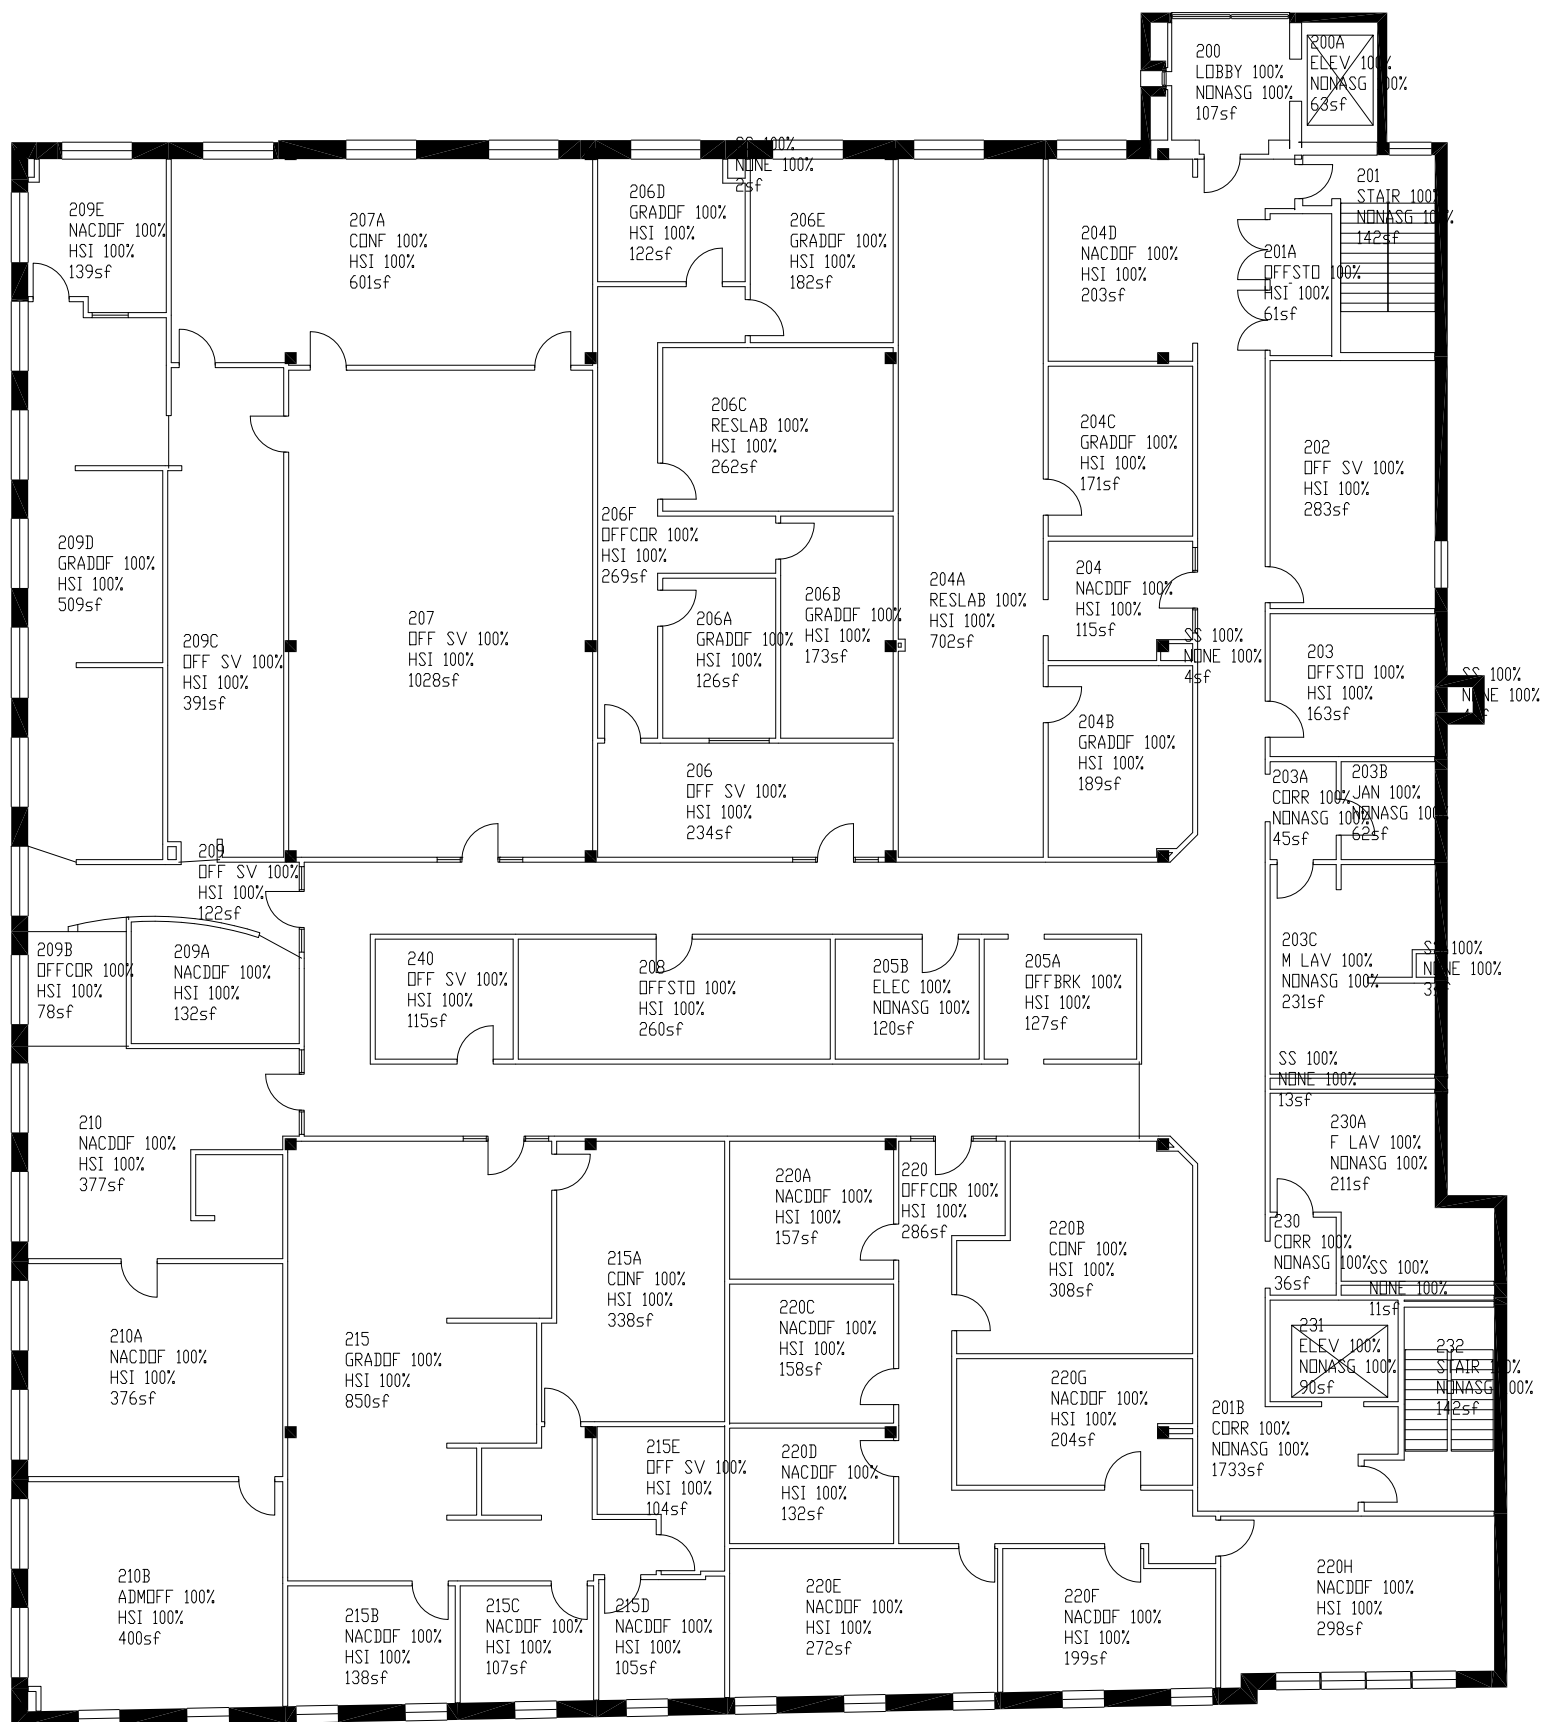 200
LOBBY 100%
NONASG 100%
107sf
200A
ELEV 100%
NONASG 100%
63sf
SS 100%
NONE 100%
2sf
201
STAIR 100%
NONASG 100%
142sf
209E
NACDOF 100%
HSI 100%
139sf
207A
CONF 100%
HSI 100%
601sf
206D
GRADOF 100%
HSI 100%
122sf
206E
GRADOF 100%
HSI 100%
182sf
204D
NACDOF 100%
HSI 100%
203sf
201A
OFFSTO 100%
HSI 100%
61sf
206C
RESLAB 100%
HSI 100%
262sf
204C
GRADOF 100%
HSI 100%
171sf
202
OFF SV 100%
HSI 100%
283sf
209D
GRADOF 100%
HSI 100%
509sf
206F
OFFCOR 100%
HSI 100%
269sf
204A
RESLAB 100%
HSI 100%
702sf
204
NACDOF 100%
HSI 100%
115sf
209C
OFF SV 100%
HSI 100%
391sf
207
OFF SV 100%
HSI 100%
1028sf
206A
GRADOF 100%
HSI 100%
126sf
206B
GRADOF 100%
HSI 100%
173sf
SS 100%
NONE 100%
4sf
203
OFFSTO 100%
HSI 100%
163sf
SS 100%
NONE 100%
206
OFF SV 100%
HSI 100%
234sf
204B
GRADOF 100%
HSI 100%
189sf
203A
CORR 100%
NONASG 100%
45sf
203B
JAN 100%
NONASG 100%
62sf
209
OFF SV 100%
HSI 100%
122sf
209B
OFFCOR 100%
HSI 100%
78sf
209A
NACDOF 100%
HSI 100%
132sf
240
OFF SV 100%
HSI 100%
115sf
208
OFFSTO 100%
HSI 100%
260sf
205B
ELEC 100%
NONASG 100%
120sf
205A
OFFBRK 100%
HSI 100%
127sf
203C
M LAV 100%
NONASG 100%
231sf
SS 100%
NONE 100%
3sf
SS 100%
NONE 100%
13sf
210
NACDOF 100%
HSI 100%
377sf
230A
F LAV 100%
NONASG 100%
211sf
220A
NACDOF 100%
HSI 100%
157sf
220
OFFCOR 100%
HSI 100%
286sf
220B
CONF 100%
HSI 100%
308sf
230
CORR 100%
NONASG 100%
36sf
SS 100%
NONE 100%
11sf
215A
CONF 100%
HSI 100%
338sf
210A
NACDOF 100%
HSI 100%
376sf
215
GRADOF 100%
HSI 100%
850sf
220C
NACDOF 100%
HSI 100%
158sf
231
ELEV 100%
NONASG 100%
90sf
232
STAIR 100%
NONASG 100%
142sf
220G
NACDOF 100%
HSI 100%
204sf
201B
CORR 100%
NONASG 100%
1733sf
215E
OFF SV 100%
HSI 100%
104sf
220D
NACDOF 100%
HSI 100%
132sf
210B
ADMOFF 100%
HSI 100%
400sf
215B
NACDOF 100%
HSI 100%
138sf
215C
NACDOF 100%
HSI 100%
107sf
215D
NACDOF 100%
HSI 100%
105sf
220E
NACDOF 100%
HSI 100%
272sf
220F
NACDOF 100%
HSI 100%
199sf
220H
NACDOF 100%
HSI 100%
298sf